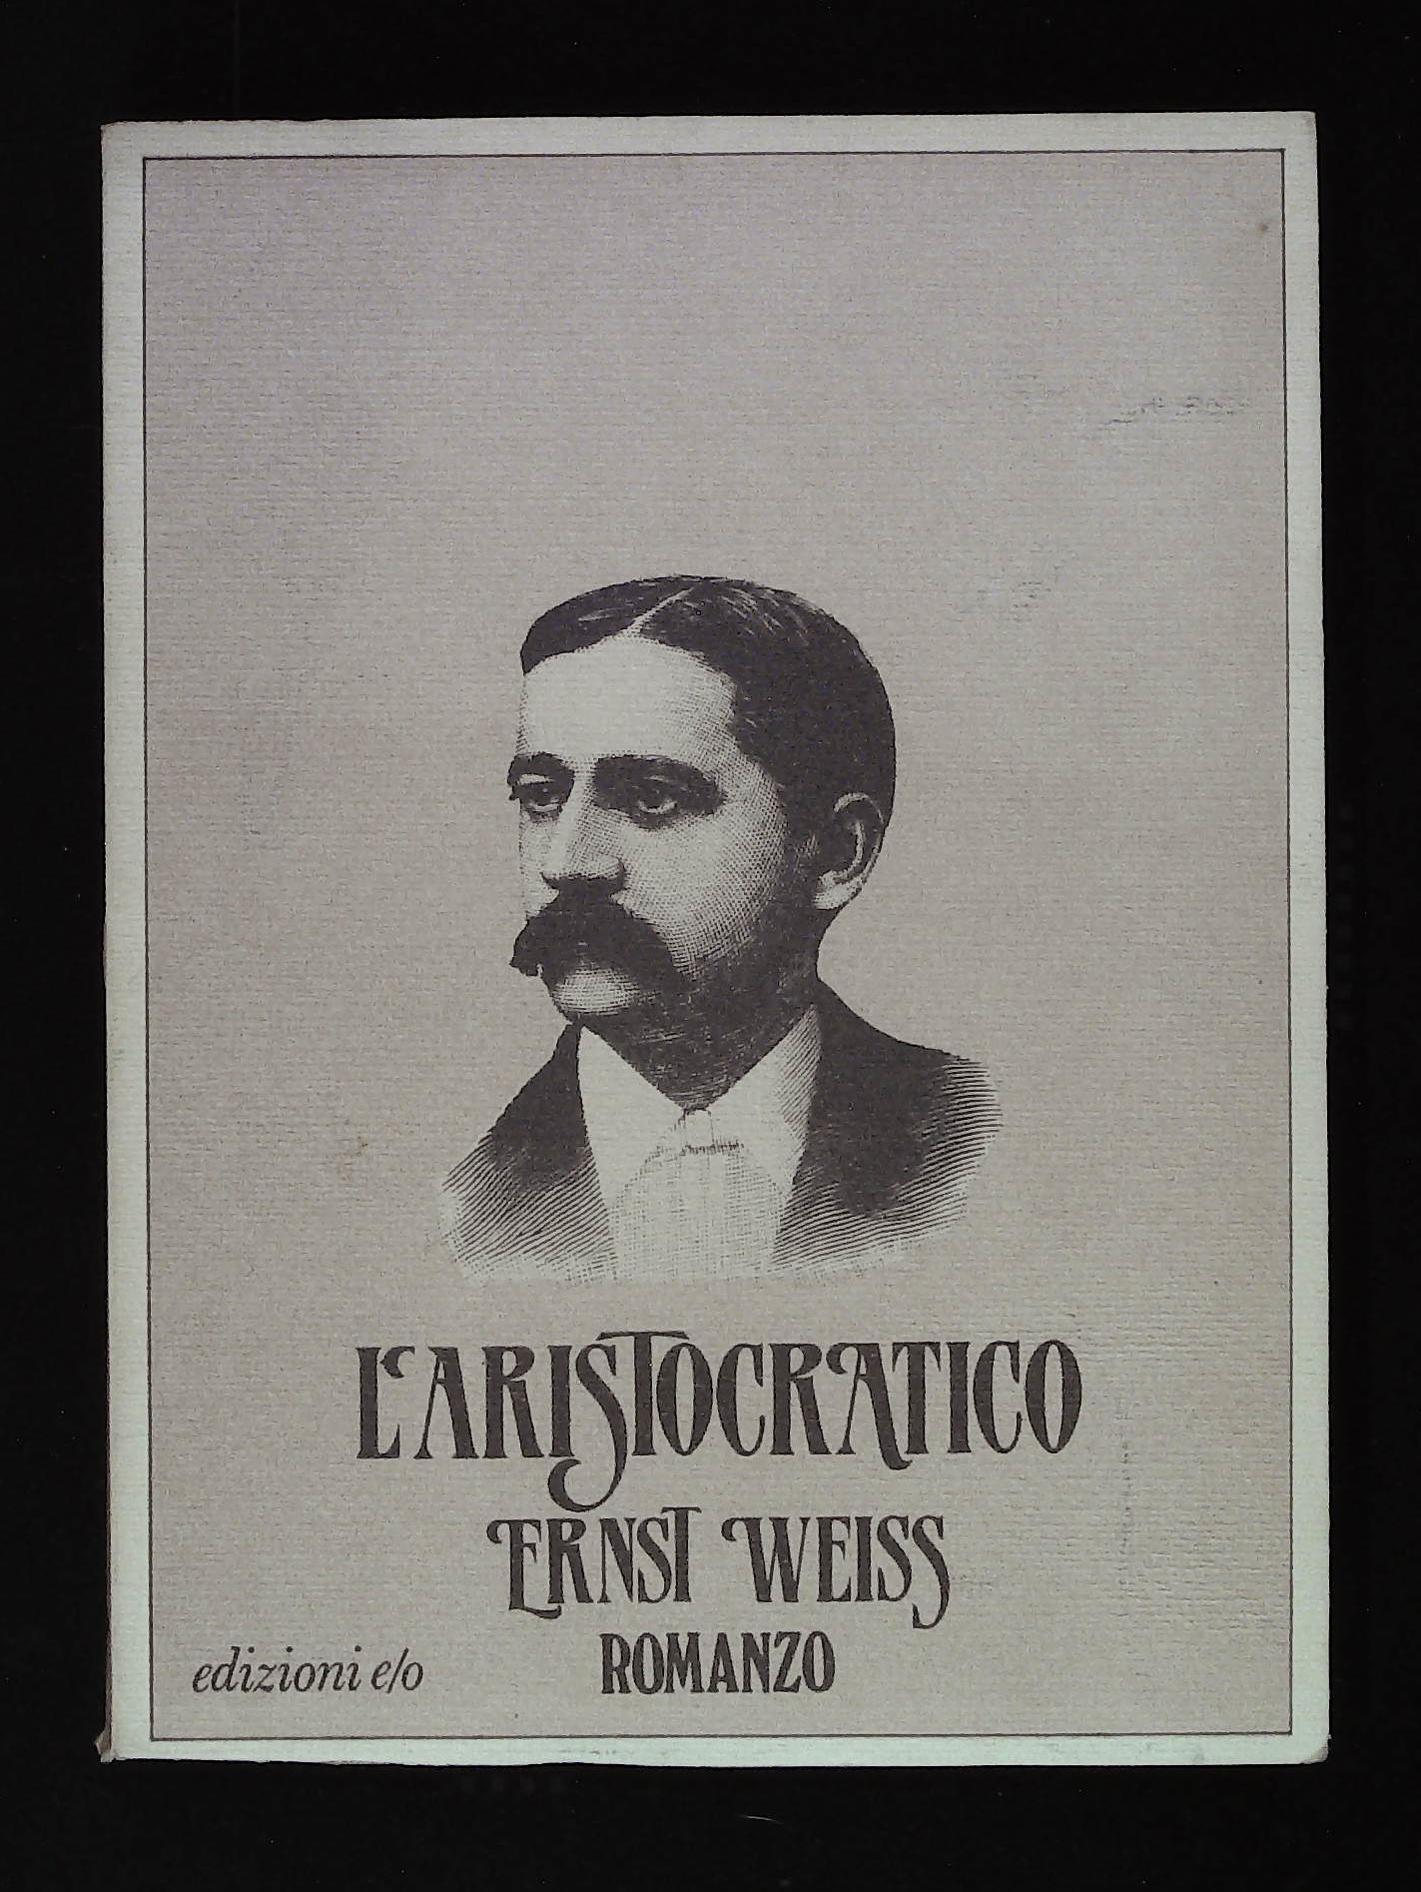 L'ARISTOCRATICO
ERNST WEISS
ROMANZO
edizioni e/o